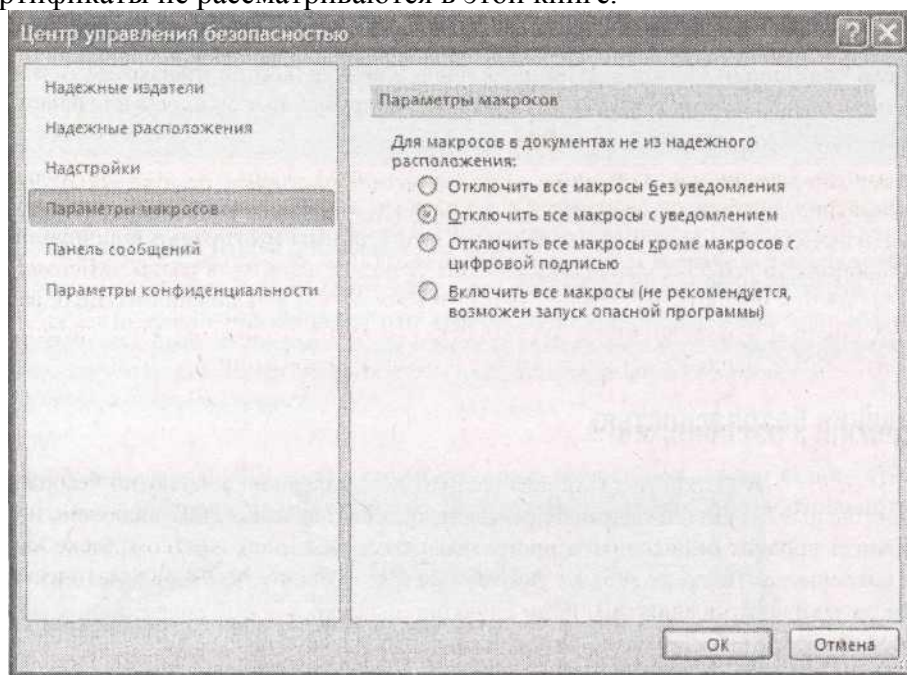 ртификаты не рассматриваются в этой книге.
Центр управления безопасностью
Надежные издатели
Надежные расположения
Надстройки
Параметры макросов
Панель сообщений
Параметры конфиденциальности
Параметры макросов
Для макросов в документах не из надежного
расположения:
Отключить все макросы без уведомления
Отключить все макросы с уведомлением
Отключить все макросы кроме макросов с
цифровой подписью
Включить все макросы (не рекомендуется,
возможен запуск опасной программы)
ОК
Отмена